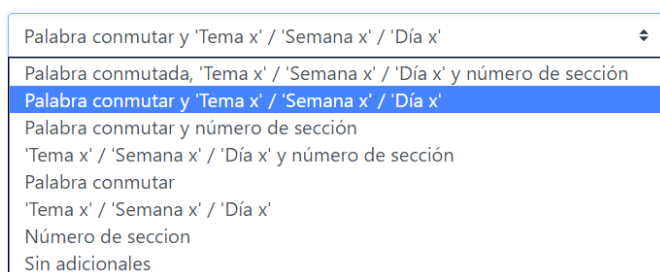 Palabra conmutar y 'Tema x' / 'Semana x' / 'Día x'
Palabra conmutada, 'Tema x' / 'Semana x' / 'Día x' y número de sección
Palabra conmutar y 'Tema x' / 'Semana x' / 'Día x'
Palabra conmutar y número de sección
'Tema x' / 'Semana x' / 'Día x' y número de sección
Palabra conmutar
'Tema x' / 'Semana x' / 'Día x'
Número de seccion
Sin adicionales